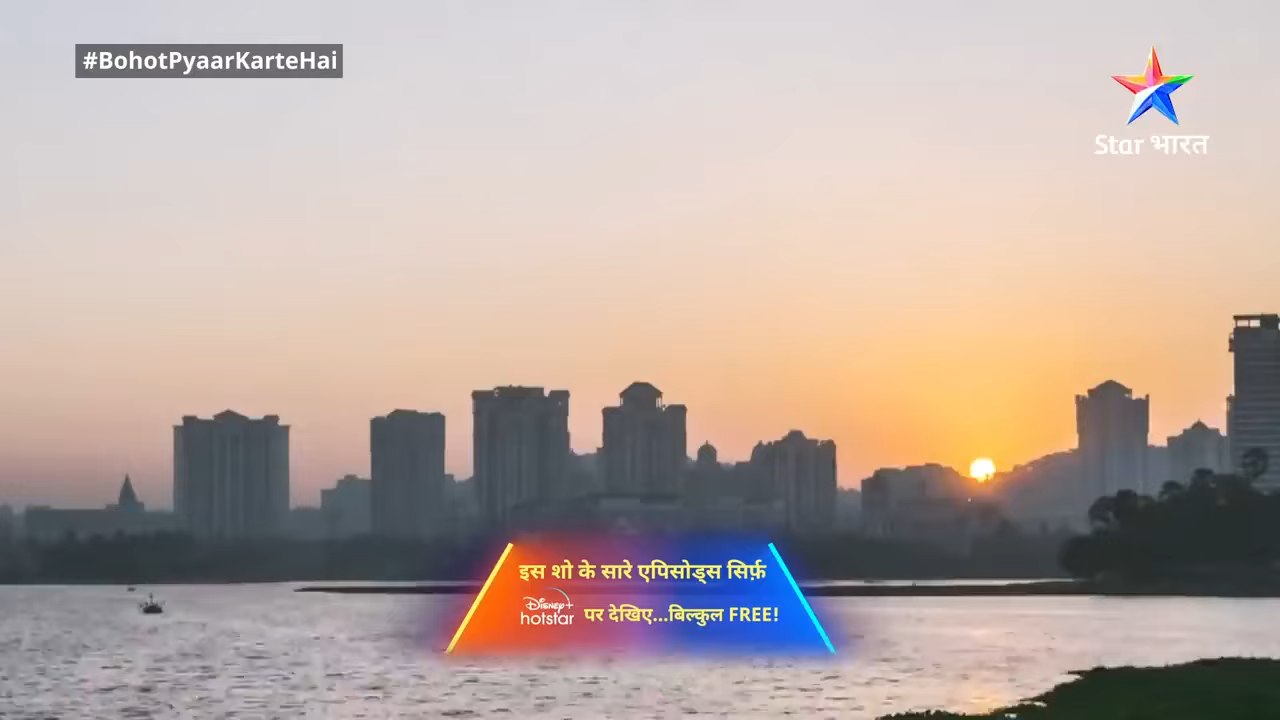 #BohotPyaarKarteHai
Star भारत
इस शो के सारे एपिसोड्स सिर्फ़
Disney+ hotstar पर देखिए...बिल्कुल FREE!